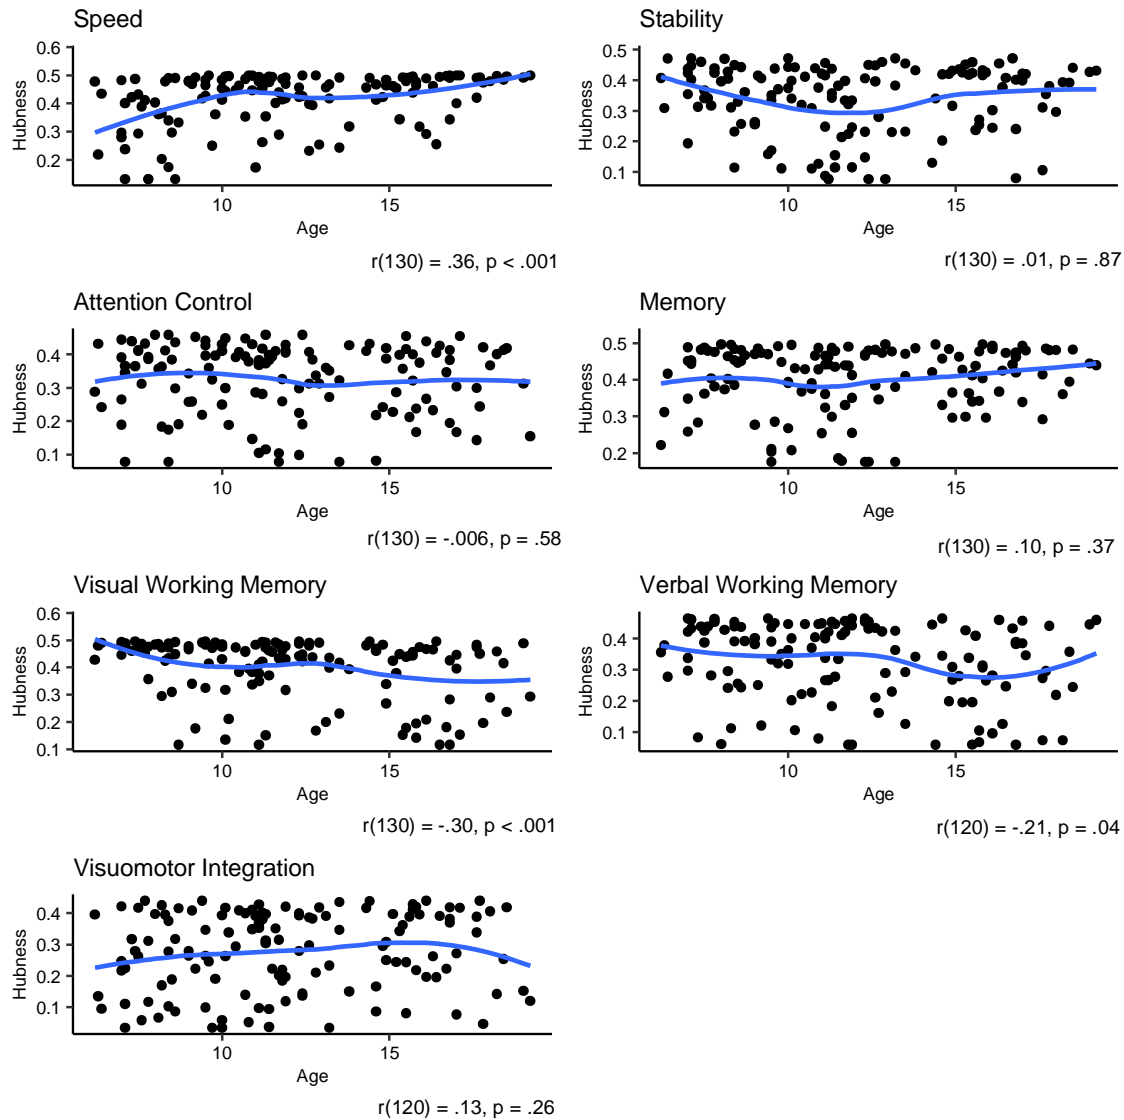 Speed
0.6
0.5
0.4
0.3
0.2
Hubness
10
15
Age
r(130) = .36, p < .001
Stability
0.5
0.4
0.3
0.2
0.1
Hubness
10
15
Age
r(130) = .01, p = .87
Attention Control
0.4
0.3
0.2
0.1
Hubness
10
15
Age
r(130) = -.006, p = .58
Memory
0.5
0.4
0.3
0.2
Hubness
10
15
Age
r(130) = .10, p = .37
Visual Working Memory
0.6
0.5
0.4
0.3
0.2
0.1
Hubness
10
15
Age
r(130) = -.30, p < .001
Verbal Working Memory
0.4
0.3
0.2
0.1
Hubness
10
15
Age
r(120) = -.21, p = .04
Visuomotor Integration
0.4
0.3
0.2
0.1
Hubness
10
15
Age
r(120) = .13, p = .26